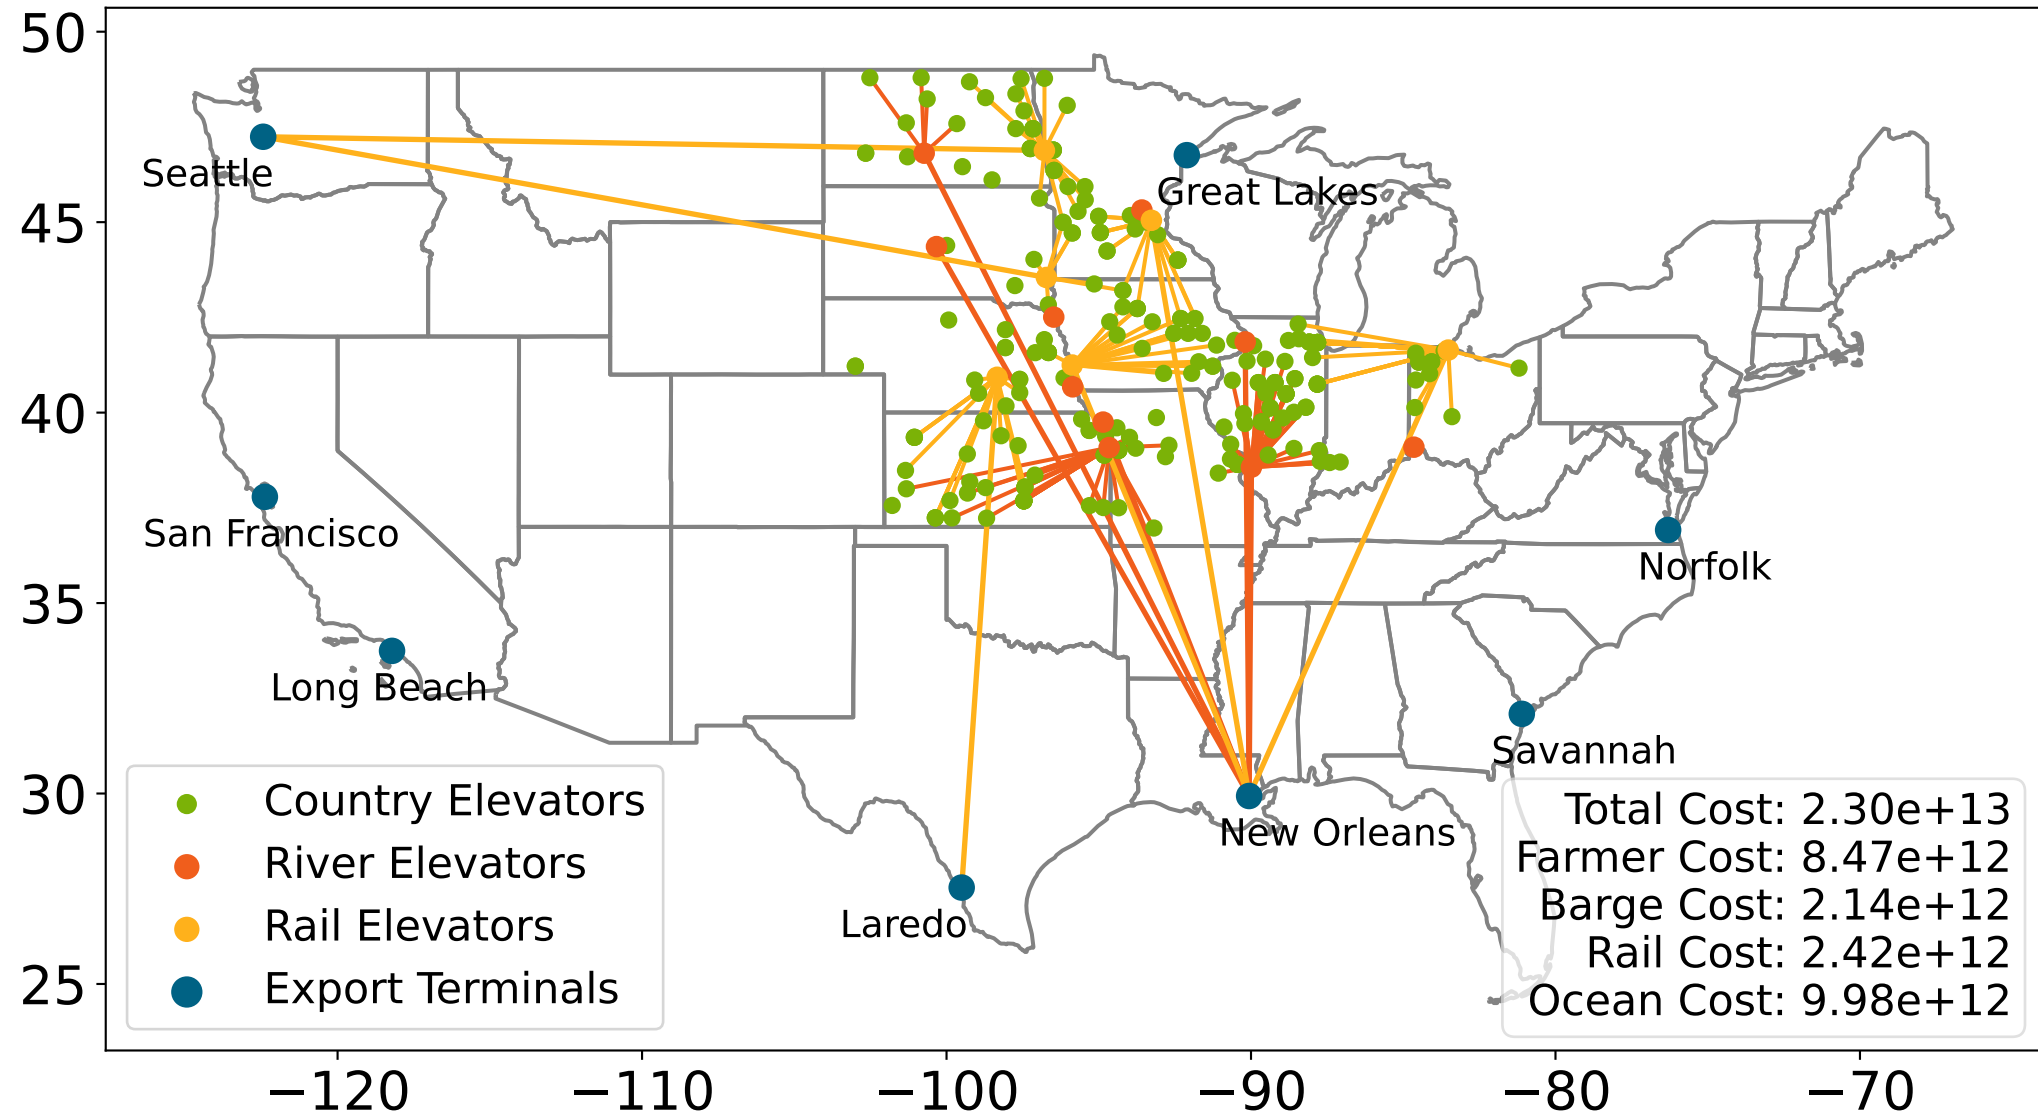 50
45
40
35
30
25
Seattle
Great Lakes
San Francisco
Norfolk
Long Beach
Savannah
New Orleans
Laredo
Country Elevators
River Elevators
Rail Elevators
Export Terminals
Total Cost: 2.30e+13
Farmer Cost: 8.47e+12
Barge Cost: 2.14e+12
Rail Cost: 2.42e+12
Ocean Cost: 9.98e+12
−120 −110 −100 −90 −80 −70